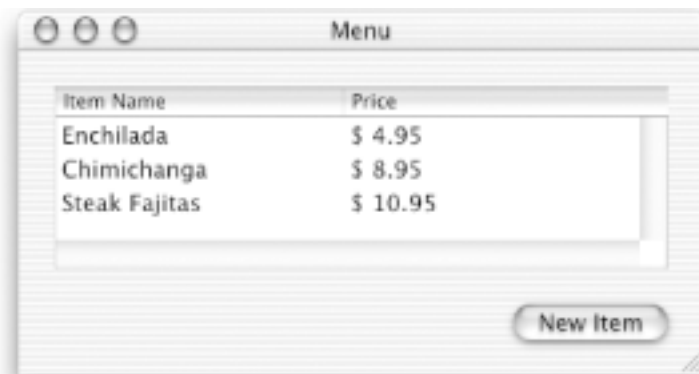 Menu
Item Name Price
Enchilada $ 4.95
Chimichanga $ 8.95
Steak Fajitas $ 10.95
New Item